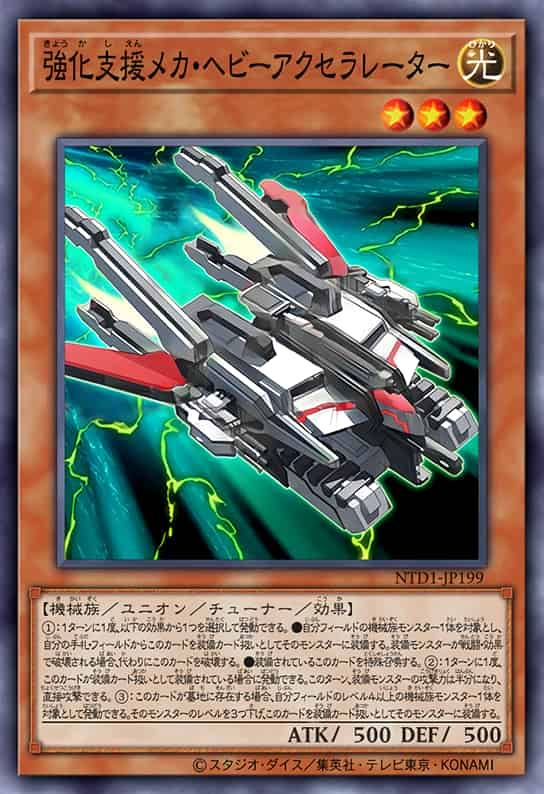 強化支援メカ・ヘビーアクセラレーター
光
NTD1-JP199
【機械族／ユニオン／チューナー／効果】
①：1ターンに1度、以下の効果から1つを選択して発動できる。●自分フィールドの機械族モンスター1体を対象とし、
自分の手札・フィールドからこのカードを装備カード扱いとしてそのモンスターに装備する。装備モンスターが戦闘・効果
で破壊される場合、代わりにこのカードを破壊する。●装備されているこのカードを特殊召喚する。②：1ターンに1度、
このカードが装備カード扱いとして装備されている場合に発動できる。このターン、装備モンスターの攻撃力は半分になり、
直接攻撃できる。③：このカードが墓地に存在する場合、自分フィールドのレベル4以上の機械族モンスター1体を
対象として発動できる。そのモンスターのレベルを3つ下げ、このカードを装備カード扱いとしてそのモンスターに装備する。
ATK/ 500 DEF/ 500
©スタジオ・ダイス／集英社・テレビ東京・KONAMI